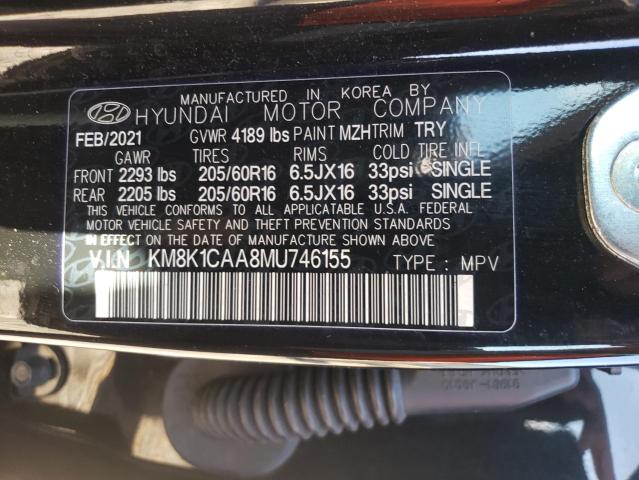 MANUFACTURED IN KOREA BY
HYUNDAI MOTOR COMPANY
FEB/2021 GVWR 4189 lbs PAINT MZH TRIM TRY
GAWR TIRES RIMS COLD TIRE INFL
FRONT 2293 lbs 205/60R16 6.5JX16 33psi SINGLE
REAR 2205 lbs 205/60R16 6.5JX16 33psi SINGLE
THIS VEHICLE CONFORMS TO ALL APPLICABLE U.S.A. FEDERAL
MOTOR VEHICLE SAFETY AND THEFT PREVENTION STANDARDS
IN EFFECT ON THE DATE OF MANUFACTURE SHOWN ABOVE
V.I.N KM8K1CAA8MU746155 TYPE : MPV